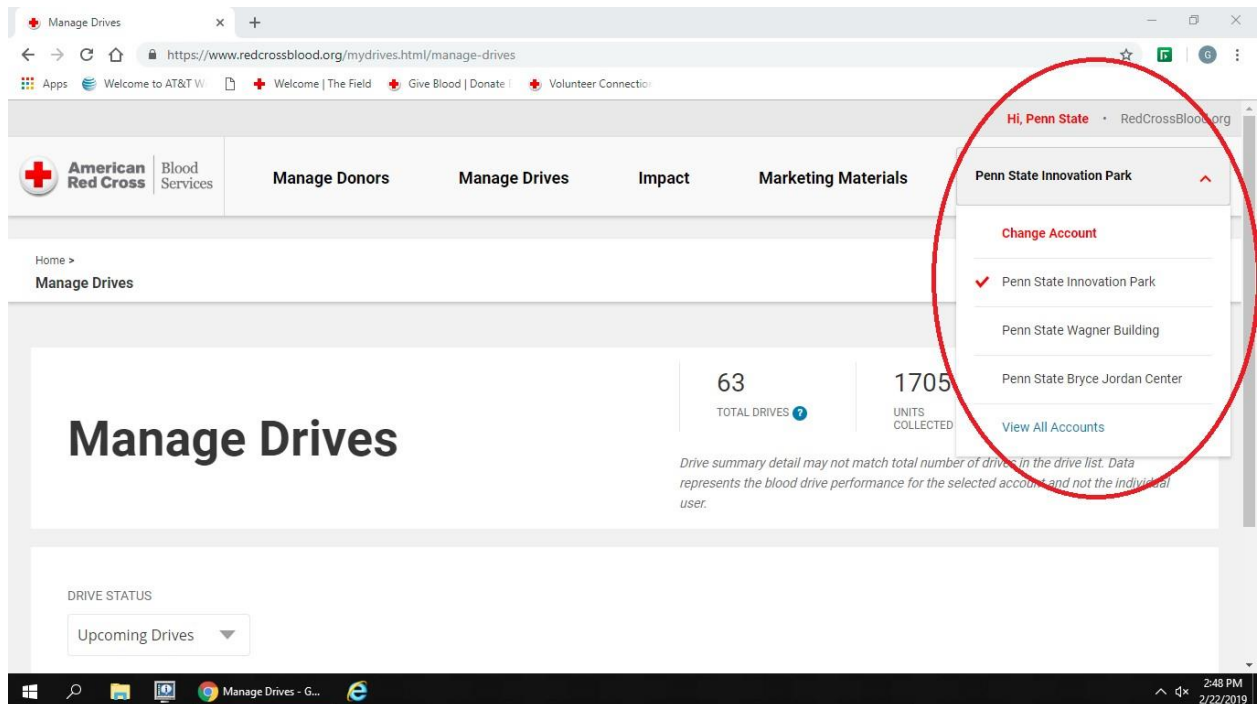 Manage Drives
https://www.redcrossblood.org/mydrives.html/manage-drives
G
Apps
Welcome to AT&T W
Welcome | The Field
Give Blood | Donate
Volunteer Connection
Hi, Penn State · RedCrossBlood.org
American
Red Cross
Blood
Services
Manage Donors
Manage Drives
Impact
Marketing Materials
Penn State Innovation Park
Change Account
Penn State Innovation Park
Penn State Wagner Building
Penn State Bryce Jordan Center
View All Accounts
Home >
Manage Drives
Manage Drives
63
TOTAL DRIVES ?
1705
UNITS
COLLECTED
Drive summary detail may not match total number of drives in the drive list. Data
represents the blood drive performance for the selected account and not the individual
user.
DRIVE STATUS
Upcoming Drives
Manage Drives - G...
2:48 PM
2/22/2019